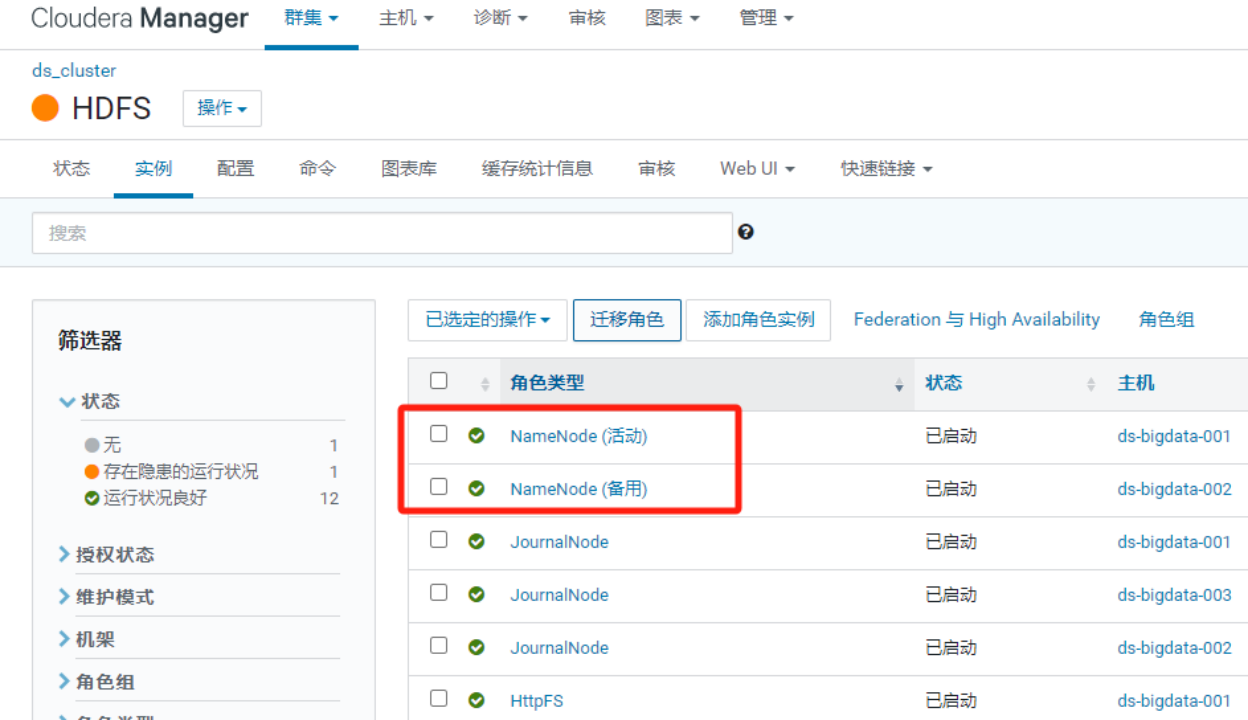 Cloudera Manager 群集 主机 诊断 审核 图表 管理
ds_cluster
HDFS 操作
状态 实例 配置 命令 图表库 缓存统计信息 审核 Web UI 快速链接
搜索
筛选器
状态
无 1
存在隐患的运行状况 1
运行状况良好 12
授权状态
维护模式
机架
角色组
角色类型
已选定的操作 迁移角色 添加角色实例 Federation 与 High Availability 角色组
角色类型 状态 主机
NameNode (活动) 已启动 ds-bigdata-001
NameNode (备用) 已启动 ds-bigdata-002
JournalNode 已启动 ds-bigdata-001
JournalNode 已启动 ds-bigdata-003
JournalNode 已启动 ds-bigdata-002
HttpFS 已启动 ds-bigdata-001